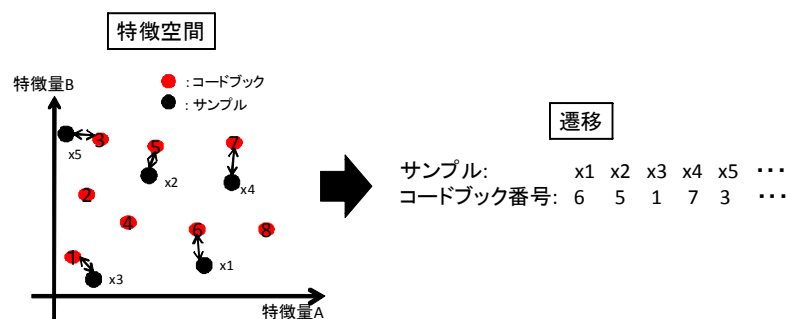 特徴空間
特徴量B
:コードブック
:サンプル
3
5
7
x5
x2
x4
2
4
6
8
1
x3
x1
特徴量A
遷移
サンプル: x1 x2 x3 x4 x5 ・・・
コードブック番号: 6 5 1 7 3 ・・・